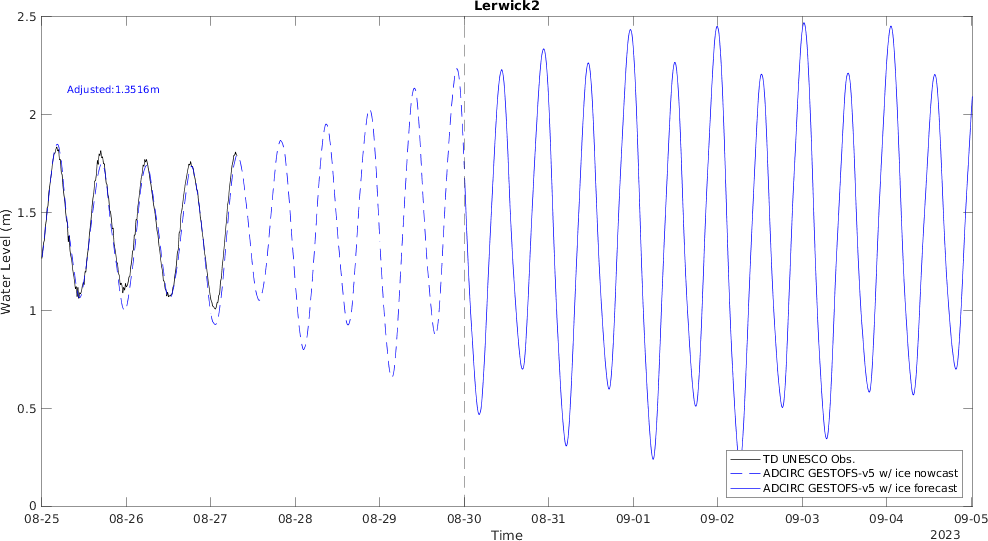 Lerwick2
2.5
Adjusted:1.3516m
2
1.5
Water Level (m)
1
0.5
TD UNESCO Obs.
ADCIRC GESTOFS-v5 w/ ice nowcast
ADCIRC GESTOFS-v5 w/ ice forecast
0
08-25 08-26 08-27 08-28 08-29 08-30 08-31 09-01 09-02 09-03 09-04 09-05
Time
2023